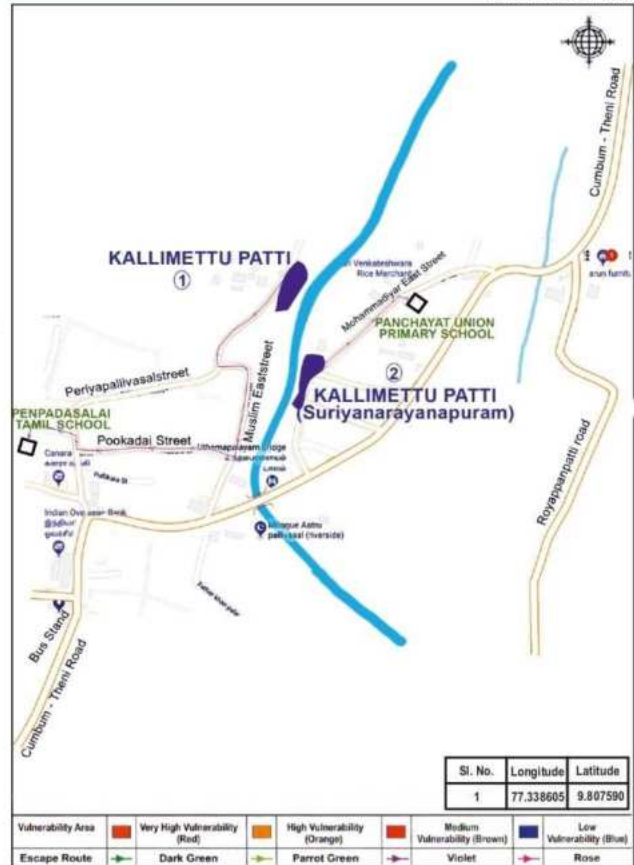 Cumbum - Theni Road
KALLIMETTU PATTI
①
Venkateshwara
Rice Merchant
Mohammadiyar East Street
PANCHAYAT UNION
PRIMARY SCHOOL
②
KALLIMETTU PATTI
(Suriyanarayanapuram)
Muslim Eaststreet
Periyapallivasalstreet
PENPADASALAI
TAMIL SCHOOL
Pookadai Street
Canara
Indian
Bank
Royappanpatti road
(riverside)
Bus Stand
Cumbum - Theni Road
Sl. No. Longitude Latitude
1 77.338605 9.807590
Vulnerability Area Very High Vulnerability (Red) High Vulnerability (Orange) Medium Vulnerability (Brown) Low Vulnerability (Blue)
Escape Route Dark Green Parrot Green Violet Rose